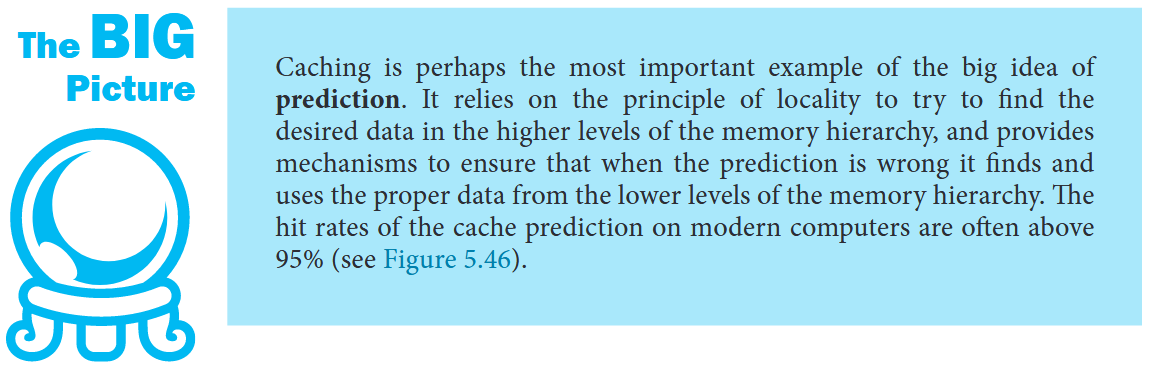 The BIG
Picture
Caching is perhaps the most important example of the big idea of
prediction. It relies on the principle of locality to try to find the
desired data in the higher levels of the memory hierarchy, and provides
mechanisms to ensure that when the prediction is wrong it finds and
uses the proper data from the lower levels of the memory hierarchy. The
hit rates of the cache prediction on modern computers are often above
95% (see Figure 5.46).